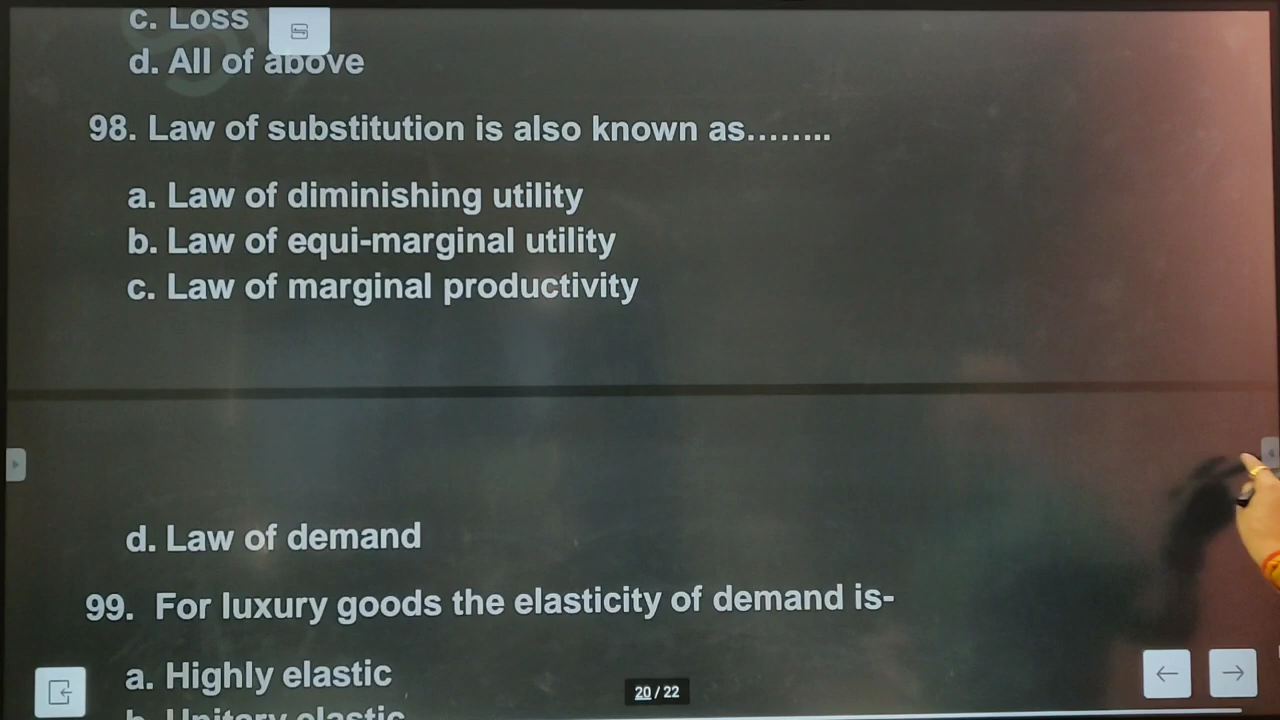 c. Loss
d. All of above
98. Law of substitution is also known as........
a. Law of diminishing utility
b. Law of equi-marginal utility
c. Law of marginal productivity
d. Law of demand
99. For luxury goods the elasticity of demand is-
a. Highly elastic
b. Unitary elastic
20 / 22